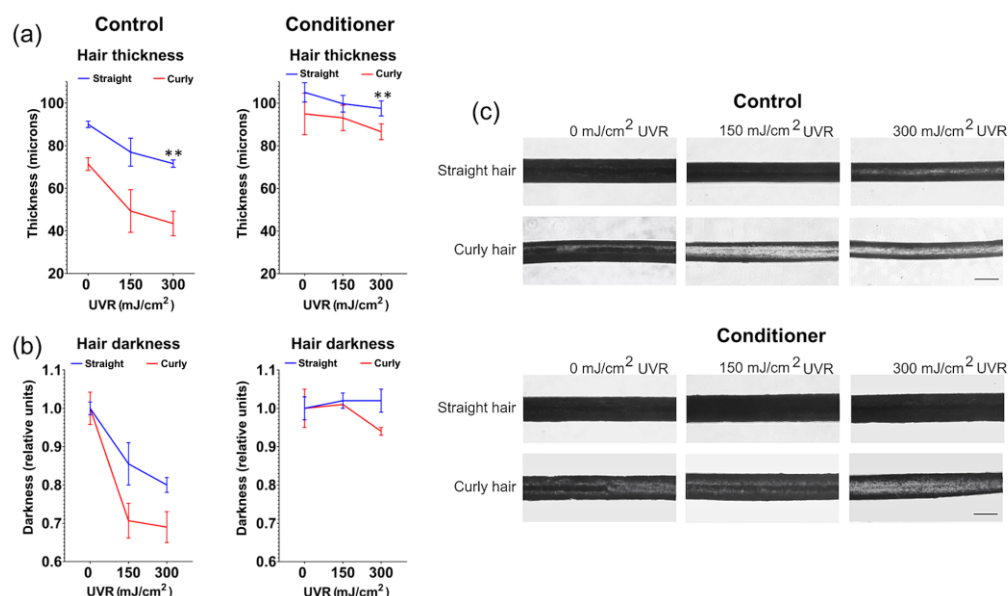 (a)
Control
Conditioner
Hair thickness
Hair thickness
Straight
Curly
Straight
Curly
Thickness (microns)
100
80
60
40
20
**
0
150
300
UVR (mJ/cm²)
Thickness (microns)
100
80
60
40
20
**
0
150
300
UVR (mJ/cm²)
(b)
Hair darkness
Hair darkness
Straight
Curly
Straight
Curly
Darkness (relative units)
1.1
1.0
0.9
0.8
0.7
0.6
0
150
300
UVR (mJ/cm²)
Darkness (relative units)
1.1
1.0
0.9
0.8
0.7
0.6
0
150
300
UVR (mJ/cm²)
(c)
Control
0 mJ/cm² UVR
150 mJ/cm² UVR
300 mJ/cm² UVR
Straight hair
Curly hair
Conditioner
0 mJ/cm² UVR
150 mJ/cm² UVR
300 mJ/cm² UVR
Straight hair
Curly hair